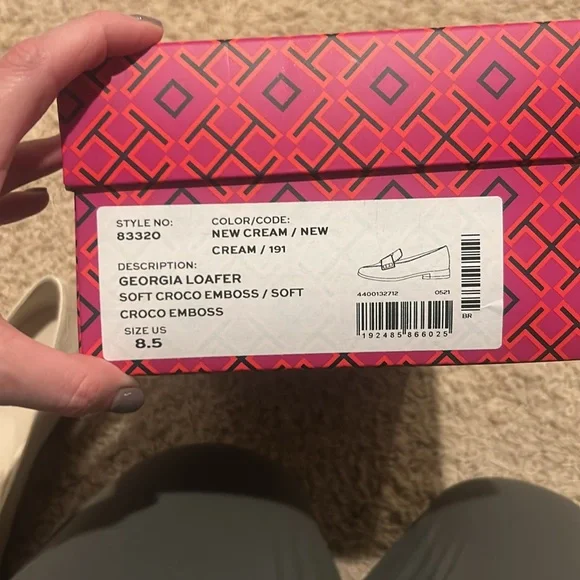 STYLE NO:
83320
COLOR/CODE:
NEW CREAM / NEW
CREAM / 191
DESCRIPTION:
GEORGIA LOAFER
SOFT CROCO EMBOSS / SOFT
CROCO EMBOSS
SIZE US
8.5
4400132712 0521
192485866025
BR